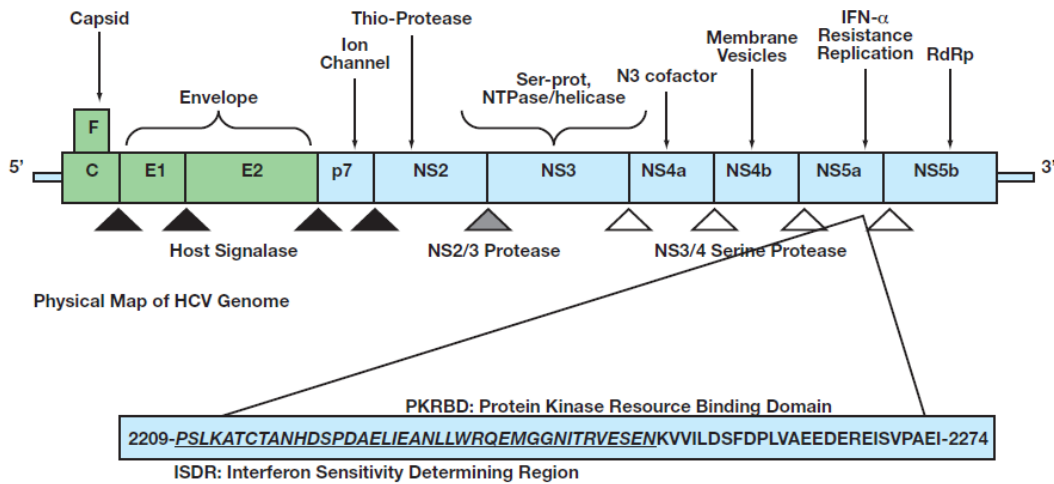 Capsid
Envelope
Ion
Channel
Thio-Protease
Ser-prot,
NTPase/helicase
N3 cofactor
Membrane
Vesicles
IFN-α
Resistance
Replication
RdRp
F
5'
C
E1
E2
p7
NS2
NS3
NS4a
NS4b
NS5a
NS5b
3'
Host Signalase
NS2/3 Protease
NS3/4 Serine Protease
Physical Map of HCV Genome
PKRBD: Protein Kinase Resource Binding Domain
2209-PSLKATCTANHDSPDAELIEANLLWRQEMGGNITRVESENKVVILDSFDPLVAEEDEREISVPAEI-2274
ISDR: Interferon Sensitivity Determining Region